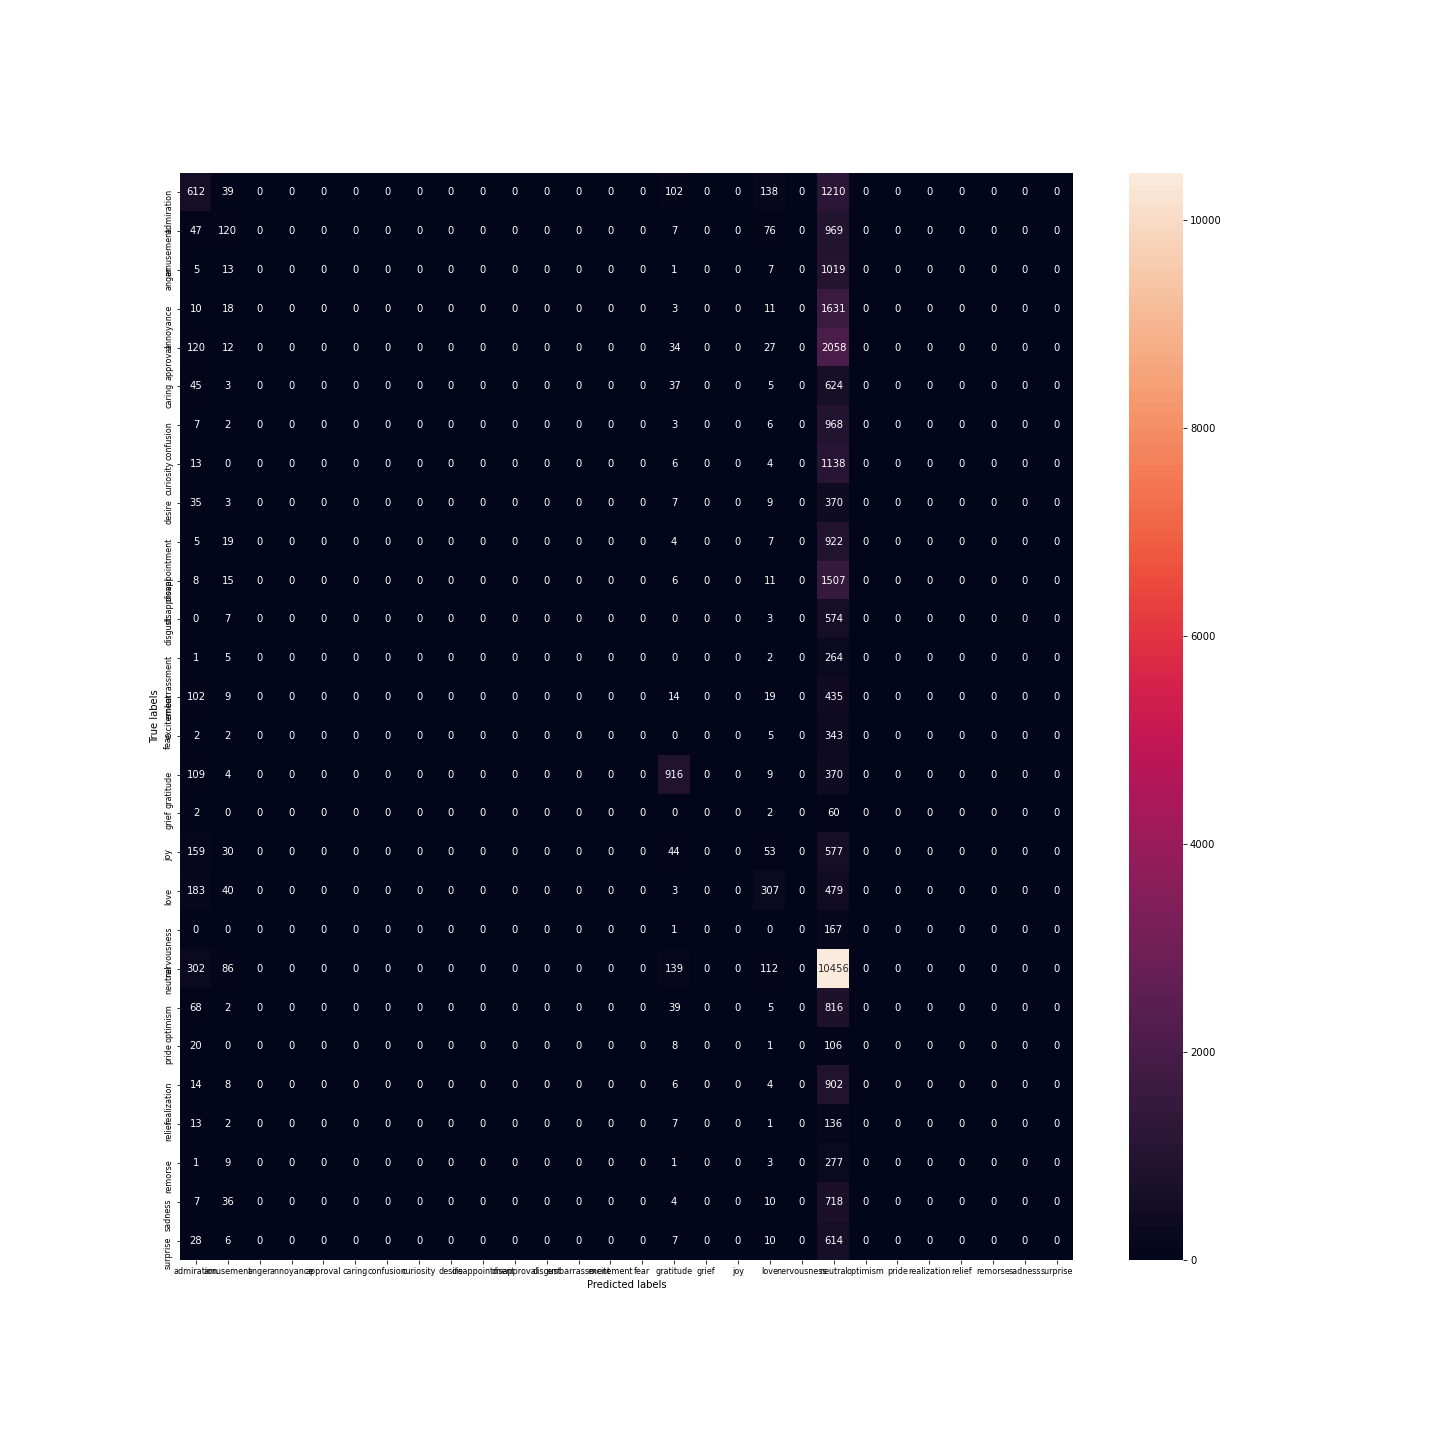 admiration 612 39 0 0 0 0 0 0 0 0 0 0 0 0 0 102 0 0 138 0 1210 0 0 0 0 0 0 0
amusement 47 120 0 0 0 0 0 0 0 0 0 0 0 0 0 7 0 0 76 0 969 0 0 0 0 0 0 0
anger 5 13 0 0 0 0 0 0 0 0 0 0 0 0 0 1 0 0 7 0 1019 0 0 0 0 0 0 0
annoyance 10 18 0 0 0 0 0 0 0 0 0 0 0 0 0 3 0 0 11 0 1631 0 0 0 0 0 0 0
approval 120 12 0 0 0 0 0 0 0 0 0 0 0 0 0 34 0 0 27 0 2058 0 0 0 0 0 0 0
caring 45 3 0 0 0 0 0 0 0 0 0 0 0 0 0 37 0 0 5 0 624 0 0 0 0 0 0 0
confusion 7 2 0 0 0 0 0 0 0 0 0 0 0 0 0 3 0 0 6 0 968 0 0 0 0 0 0 0
curiosity 13 0 0 0 0 0 0 0 0 0 0 0 0 0 0 6 0 0 4 0 1138 0 0 0 0 0 0 0
desire 35 3 0 0 0 0 0 0 0 0 0 0 0 0 0 7 0 0 9 0 370 0 0 0 0 0 0 0
disappointment 5 19 0 0 0 0 0 0 0 0 0 0 0 0 0 4 0 0 7 0 922 0 0 0 0 0 0 0
disapproval 8 15 0 0 0 0 0 0 0 0 0 0 0 0 0 6 0 0 11 0 1507 0 0 0 0 0 0 0
disgust 0 7 0 0 0 0 0 0 0 0 0 0 0 0 0 0 0 0 3 0 574 0 0 0 0 0 0 0
embarrassment 1 5 0 0 0 0 0 0 0 0 0 0 0 0 0 0 0 0 2 0 264 0 0 0 0 0 0 0
excitement 102 9 0 0 0 0 0 0 0 0 0 0 0 0 0 14 0 0 19 0 435 0 0 0 0 0 0 0
fear 2 2 0 0 0 0 0 0 0 0 0 0 0 0 0 0 0 0 5 0 343 0 0 0 0 0 0 0
gratitude 109 4 0 0 0 0 0 0 0 0 0 0 0 0 0 916 0 0 9 0 370 0 0 0 0 0 0 0
grief 2 0 0 0 0 0 0 0 0 0 0 0 0 0 0 0 0 0 2 0 60 0 0 0 0 0 0 0
joy 159 30 0 0 0 0 0 0 0 0 0 0 0 0 0 44 0 0 53 0 577 0 0 0 0 0 0 0
love 183 40 0 0 0 0 0 0 0 0 0 0 0 0 0 3 0 0 307 0 479 0 0 0 0 0 0 0
nervousness 0 0 0 0 0 0 0 0 0 0 0 0 0 0 0 1 0 0 0 0 167 0 0 0 0 0 0 0
neutral 302 86 0 0 0 0 0 0 0 0 0 0 0 0 0 139 0 0 112 0 10456 0 0 0 0 0 0 0
optimism 68 2 0 0 0 0 0 0 0 0 0 0 0 0 0 39 0 0 5 0 816 0 0 0 0 0 0 0
pride 20 0 0 0 0 0 0 0 0 0 0 0 0 0 0 8 0 0 1 0 106 0 0 0 0 0 0 0
realization 14 8 0 0 0 0 0 0 0 0 0 0 0 0 0 6 0 0 4 0 902 0 0 0 0 0 0 0
relief 13 2 0 0 0 0 0 0 0 0 0 0 0 0 0 7 0 0 1 0 136 0 0 0 0 0 0 0
remorse 1 9 0 0 0 0 0 0 0 0 0 0 0 0 0 1 0 0 3 0 277 0 0 0 0 0 0 0
sadness 7 36 0 0 0 0 0 0 0 0 0 0 0 0 0 4 0 0 10 0 718 0 0 0 0 0 0 0
surprise 28 6 0 0 0 0 0 0 0 0 0 0 0 0 0 7 0 0 10 0 614 0 0 0 0 0 0 0
admiration amusement anger annoyance approval caring confusion curiosity desire disappointment disapproval disgust embarrassment excitement fear gratitude grief joy love nervousness neutral optimism pride realization relief remorse sadness surprise
Predicted labels
True labels
10000
8000
6000
4000
2000
0